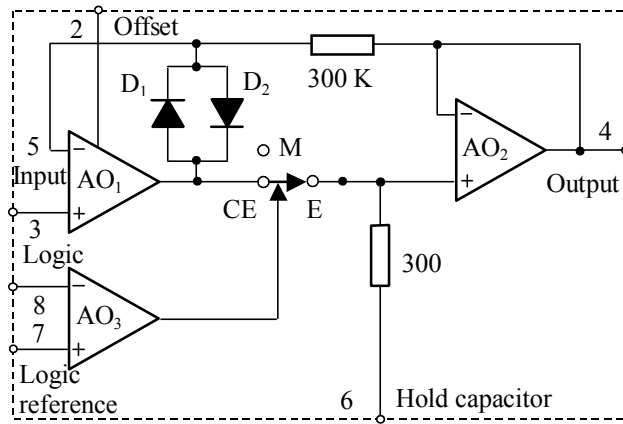 2 Offset
D₁ D₂
300 K
5
M
4
−
−
Input
AO₁
AO₂
+
+
Output
CE E
3
Logic
300
−
8
AO₃
7
+
Logic
reference
6
Hold capacitor